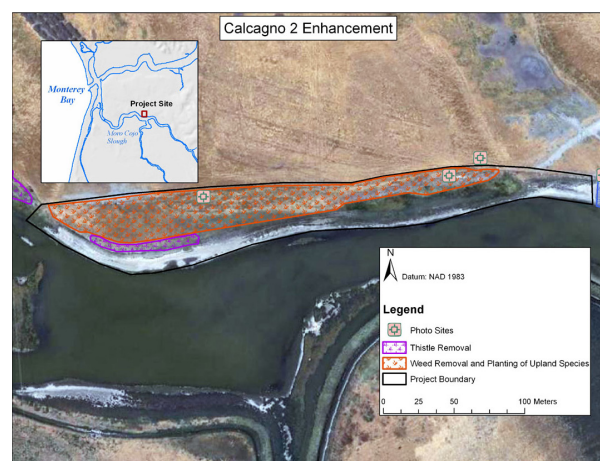 Calcagno 2 Enhancement
Monterey
Bay
Project Site
Moro Cojo
Slough
N
Datum: NAD 1983
Legend
Photo Sites
Thistle Removal
Weed Removal and Planting of Upland Species
Project Boundary
0 25 50 100 Meters